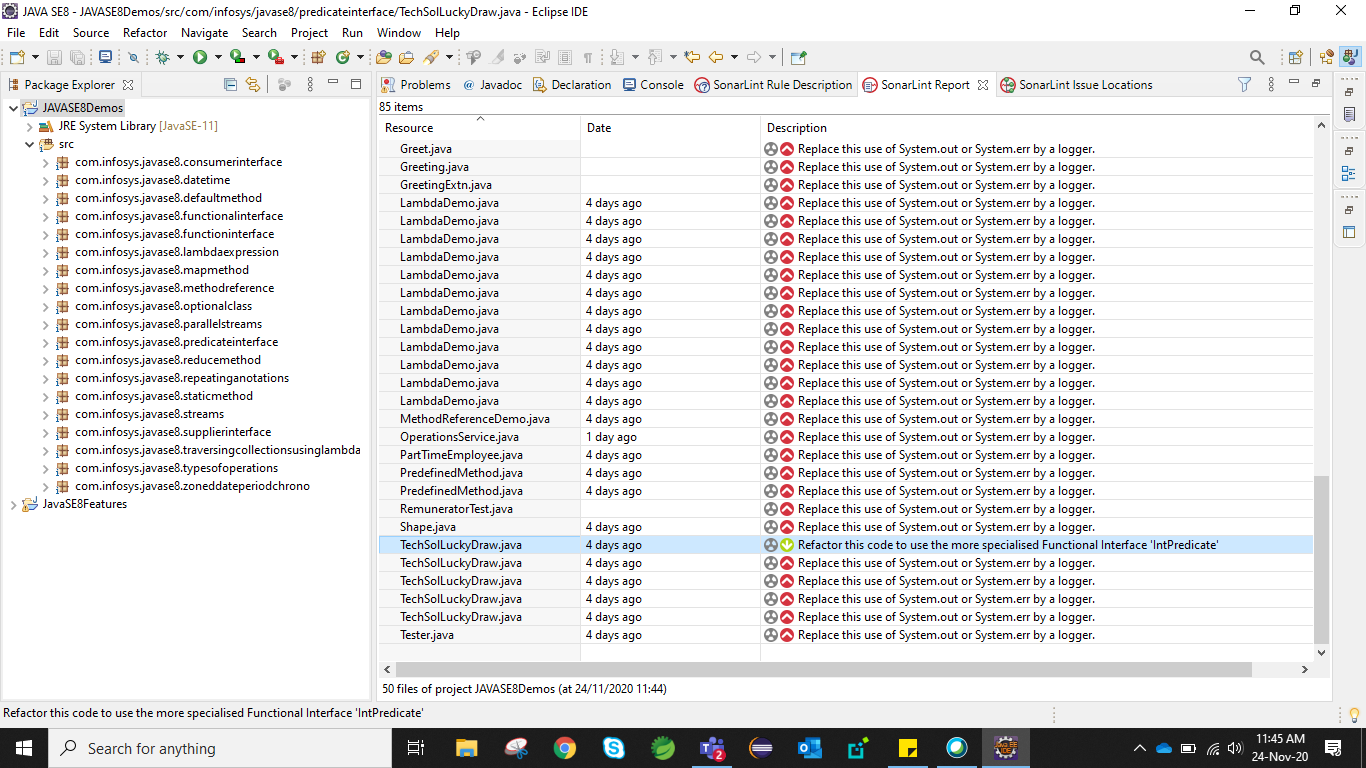 JAVA SE8 - JAVASE8Demos/src/com/infosys/javase8/predicateinterface/TechSolLuckyDraw.java - Eclipse IDE
File Edit Source Refactor Navigate Search Project Run Window Help
Package Explorer
JAVASE8Demos
JRE System Library [JavaSE-11]
src
com.infosys.javase8.consumerinterface
com.infosys.javase8.datetime
com.infosys.javase8.defaultmethod
com.infosys.javase8.functionalinterface
com.infosys.javase8.functioninterface
com.infosys.javase8.lambdaexpression
com.infosys.javase8.mapmethod
com.infosys.javase8.methodreference
com.infosys.javase8.optionalclass
com.infosys.javase8.parallelstreams
com.infosys.javase8.predicateinterface
com.infosys.javase8.reducemethod
com.infosys.javase8.repeatinganotations
com.infosys.javase8.staticmethod
com.infosys.javase8.streams
com.infosys.javase8.supplierinterface
com.infosys.javase8.traversingcollectionsusinglambda
com.infosys.javase8.typesofoperations
com.infosys.javase8.zoneddateperiodchrono
JavaSE8Features
Problems @ Javadoc Declaration Console SonarLint Rule Description SonarLint Report SonarLint Issue Locations
85 items
Resource Date Description
Greet.java Replace this use of System.out or System.err by a logger.
Greeting.java Replace this use of System.out or System.err by a logger.
GreetingExtn.java Replace this use of System.out or System.err by a logger.
LambdaDemo.java 4 days ago Replace this use of System.out or System.err by a logger.
LambdaDemo.java 4 days ago Replace this use of System.out or System.err by a logger.
LambdaDemo.java 4 days ago Replace this use of System.out or System.err by a logger.
LambdaDemo.java 4 days ago Replace this use of System.out or System.err by a logger.
LambdaDemo.java 4 days ago Replace this use of System.out or System.err by a logger.
LambdaDemo.java 4 days ago Replace this use of System.out or System.err by a logger.
LambdaDemo.java 4 days ago Replace this use of System.out or System.err by a logger.
LambdaDemo.java 4 days ago Replace this use of System.out or System.err by a logger.
LambdaDemo.java 4 days ago Replace this use of System.out or System.err by a logger.
LambdaDemo.java 4 days ago Replace this use of System.out or System.err by a logger.
LambdaDemo.java 4 days ago Replace this use of System.out or System.err by a logger.
LambdaDemo.java 4 days ago Replace this use of System.out or System.err by a logger.
MethodReferenceDemo.java 4 days ago Replace this use of System.out or System.err by a logger.
OperationsService.java 1 day ago Replace this use of System.out or System.err by a logger.
PartTimeEmployee.java 4 days ago Replace this use of System.out or System.err by a logger.
PredefinedMethod.java 4 days ago Replace this use of System.out or System.err by a logger.
PredefinedMethod.java 4 days ago Replace this use of System.out or System.err by a logger.
RemuneratorTest.java Replace this use of System.out or System.err by a logger.
Shape.java 4 days ago Replace this use of System.out or System.err by a logger.
TechSolLuckyDraw.java 4 days ago Refactor this code to use the more specialised Functional Interface 'IntPredicate'
TechSolLuckyDraw.java 4 days ago Replace this use of System.out or System.err by a logger.
TechSolLuckyDraw.java 4 days ago Replace this use of System.out or System.err by a logger.
TechSolLuckyDraw.java 4 days ago Replace this use of System.out or System.err by a logger.
TechSolLuckyDraw.java 4 days ago Replace this use of System.out or System.err by a logger.
Tester.java 4 days ago Replace this use of System.out or System.err by a logger.
50 files of project JAVASE8Demos (at 24/11/2020 11:44)
Refactor this code to use the more specialised Functional Interface 'IntPredicate'
Search for anything
2
JAVA EE
IDE
11:45 AM
24-Nov-20